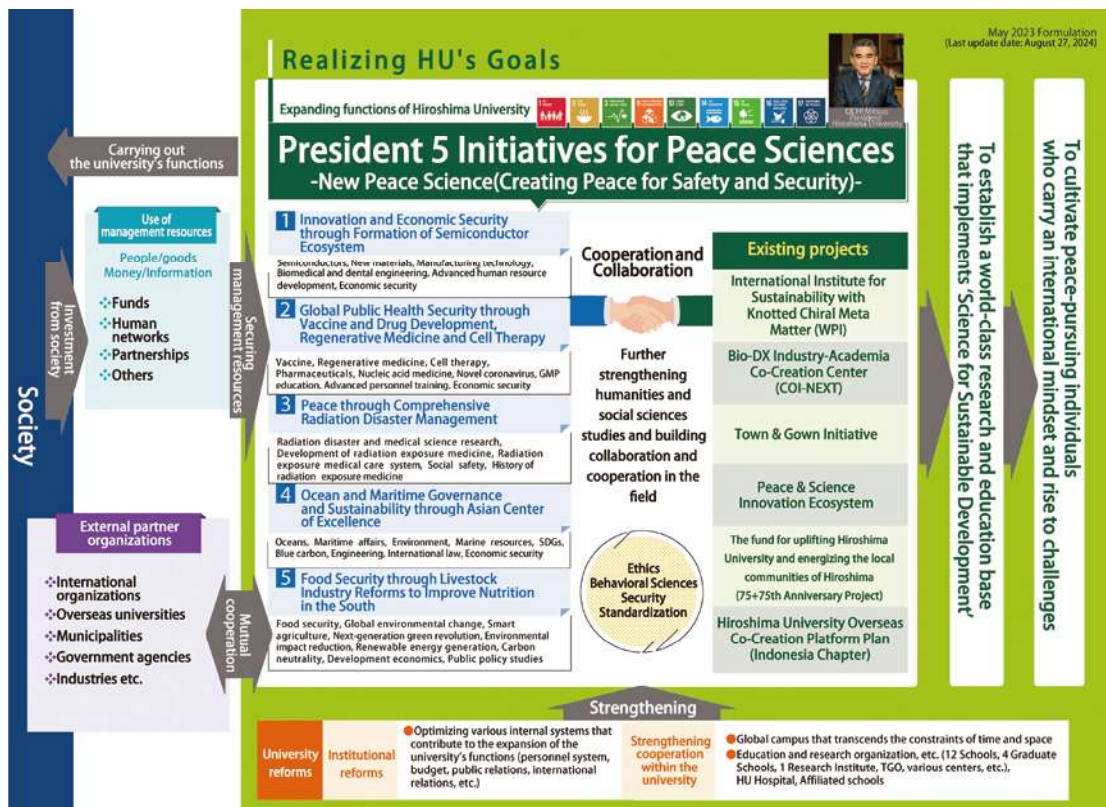 May 2023 Formulation
(Last update date: August 27, 2024)
Realizing HU's Goals
Expanding functions of Hiroshima University
OCHI Mitsuo
President
Hiroshima University
President 5 Initiatives for Peace Sciences
-New Peace Science(Creating Peace for Safety and Security)-
Society
Carrying out
the university's functions
Investment
from society
Use of
management resources
People/goods
Money/Information
Funds
Human
networks
Partnerships
Others
Securing
management resources
External partner
organizations
International
organizations
Overseas universities
Municipalities
Government agencies
Industries etc.
Mutual
cooperation
1 Innovation and Economic Security
through Formation of Semiconductor
Ecosystem
Semiconductors, New materials, Manufacturing technology,
Biomedical and dental engineering, Advanced human resource
development, Economic security
2 Global Public Health Security through
Vaccine and Drug Development,
Regenerative Medicine and Cell Therapy
Vaccine, Regenerative medicine, Cell therapy,
Pharmaceuticals, Nucleic medicine, Novel coronavirus, GMP
education, Advanced personnel training, Economic security
3 Peace through Comprehensive
Radiation Disaster Management
Radiation disaster and medical science research,
Development of radiation exposure medicine, Radiation
exposure medical care system, Social safety, History of
radiation exposure medicine
4 Ocean and Maritime Governance
and Sustainability through Asian Center
of Excellence
Oceans, Maritime affairs, Environment, Marine resources, SDGs,
Blue carbon, Engineering, International law, Economic security
5 Food Security through Livestock
Industry Reforms to Improve Nutrition
in the South
Food security, Global environmental change, Smart
agriculture, Next-generation green revolution, Environmental
impact reduction, Renewable energy generation, Carbon
neutrality, Development economics, Public policy studies
Cooperation and
Collaboration
Further
strengthening
humanities and
social sciences
studies and building
collaboration and
cooperation in the
field
Ethics
Behavioral Sciences
Security
Standardization
Existing projects
International Institute for
Sustainability with
Knotted Chiral Meta
Matter (WPI)
Bio-DX Industry-Academia
Co-Creation Center
(COI-NEXT)
Town & Gown Initiative
Peace & Science
Innovation Ecosystem
The fund for uplifting Hiroshima
University and energizing the local
communities of Hiroshima
(75+75th Anniversary Project)
Hiroshima University Overseas
Co-Creation Platform Plan
(Indonesia Chapter)
To establish a world-class research and education base
that implements 'Science for Sustainable Development'
To cultivate peace-pursuing individuals
who carry an international mindset and rise to challenges
Strengthening
University
reforms
Institutional
reforms
Optimizing various internal systems that
contribute to the expansion of the
university's functions (personnel system,
budget, public relations, international
relations, etc.)
Strengthening
cooperation
within the
university
Global campus that transcends the constraints of time and space
Education and research organization, etc. (12 Schools, 4 Graduate
Schools, 1 Research Institute, TGO, various centers, etc.),
HU Hospital, Affiliated schools